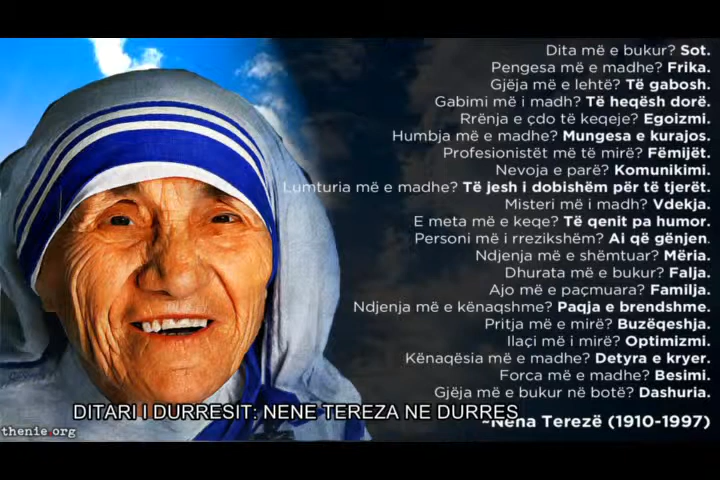 Dita më e bukur? Sot.
Pengesa më e madhe? Frika.
Gjëja më e lehtë? Të gabosh.
Gabimi më i madh? Të heqësh dorë.
Rrënja e çdo të keqeje? Egoizmi.
Humbja më e madhe? Mungesa e kurajos.
Profesionistët më të mirë? Fëmijët.
Nevoja e parë? Komunikimi.
Lumturia më e madhe? Të jesh i dobishëm për të tjerët.
Misteri më i madh? Vdekja.
E meta më e keqe? Të qenit pa humor.
Personi më i rrezikshëm? Ai që gënjen.
Ndjenja më e shëmtuar? Mëria.
Dhurata më e bukur? Falja.
Ajo më e paçmuara? Familja.
Ndjenja më e kënaqshme? Paqja e brendshme.
Pritja më e mirë? Buzëqeshja.
Ilaçi më i mirë? Optimizmi.
Kënaqësia më e madhe? Detyra e kryer.
Forca më e madhe? Besimi.
Gjëja më e bukur në botë? Dashuria.
DITARI I DURRESIT: NENE TEREZA NE DURRES
~Nëna Terezë (1910-1997)
thenie.org